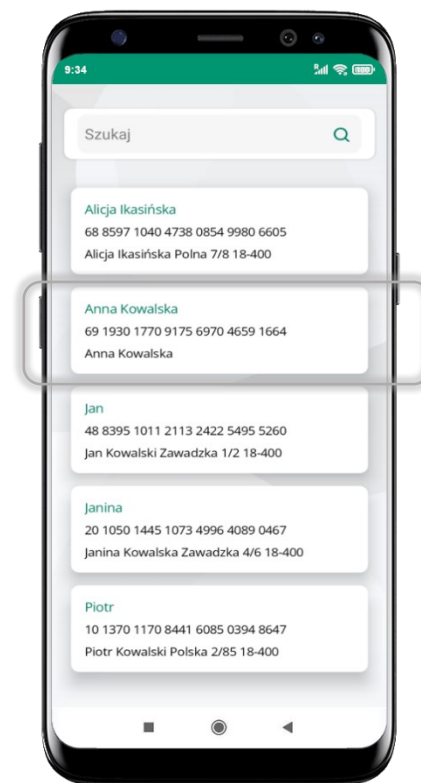 9:34
Szukaj
Alicja Ikasińska
68 8597 1040 4738 0854 9980 6605
Alicja Ikasińska Polna 7/8 18-400
Anna Kowalska
69 1930 1770 9175 6970 4659 1664
Anna Kowalska
Jan
48 8395 1011 2113 2422 5495 5260
Jan Kowalski Zawadzka 1/2 18-400
Janina
20 1050 1445 1073 4996 4089 0467
Janina Kowalska Zawadzka 4/6 18-400
Piotr
10 1370 1170 8441 6085 0394 8647
Piotr Kowalski Polska 2/85 18-400